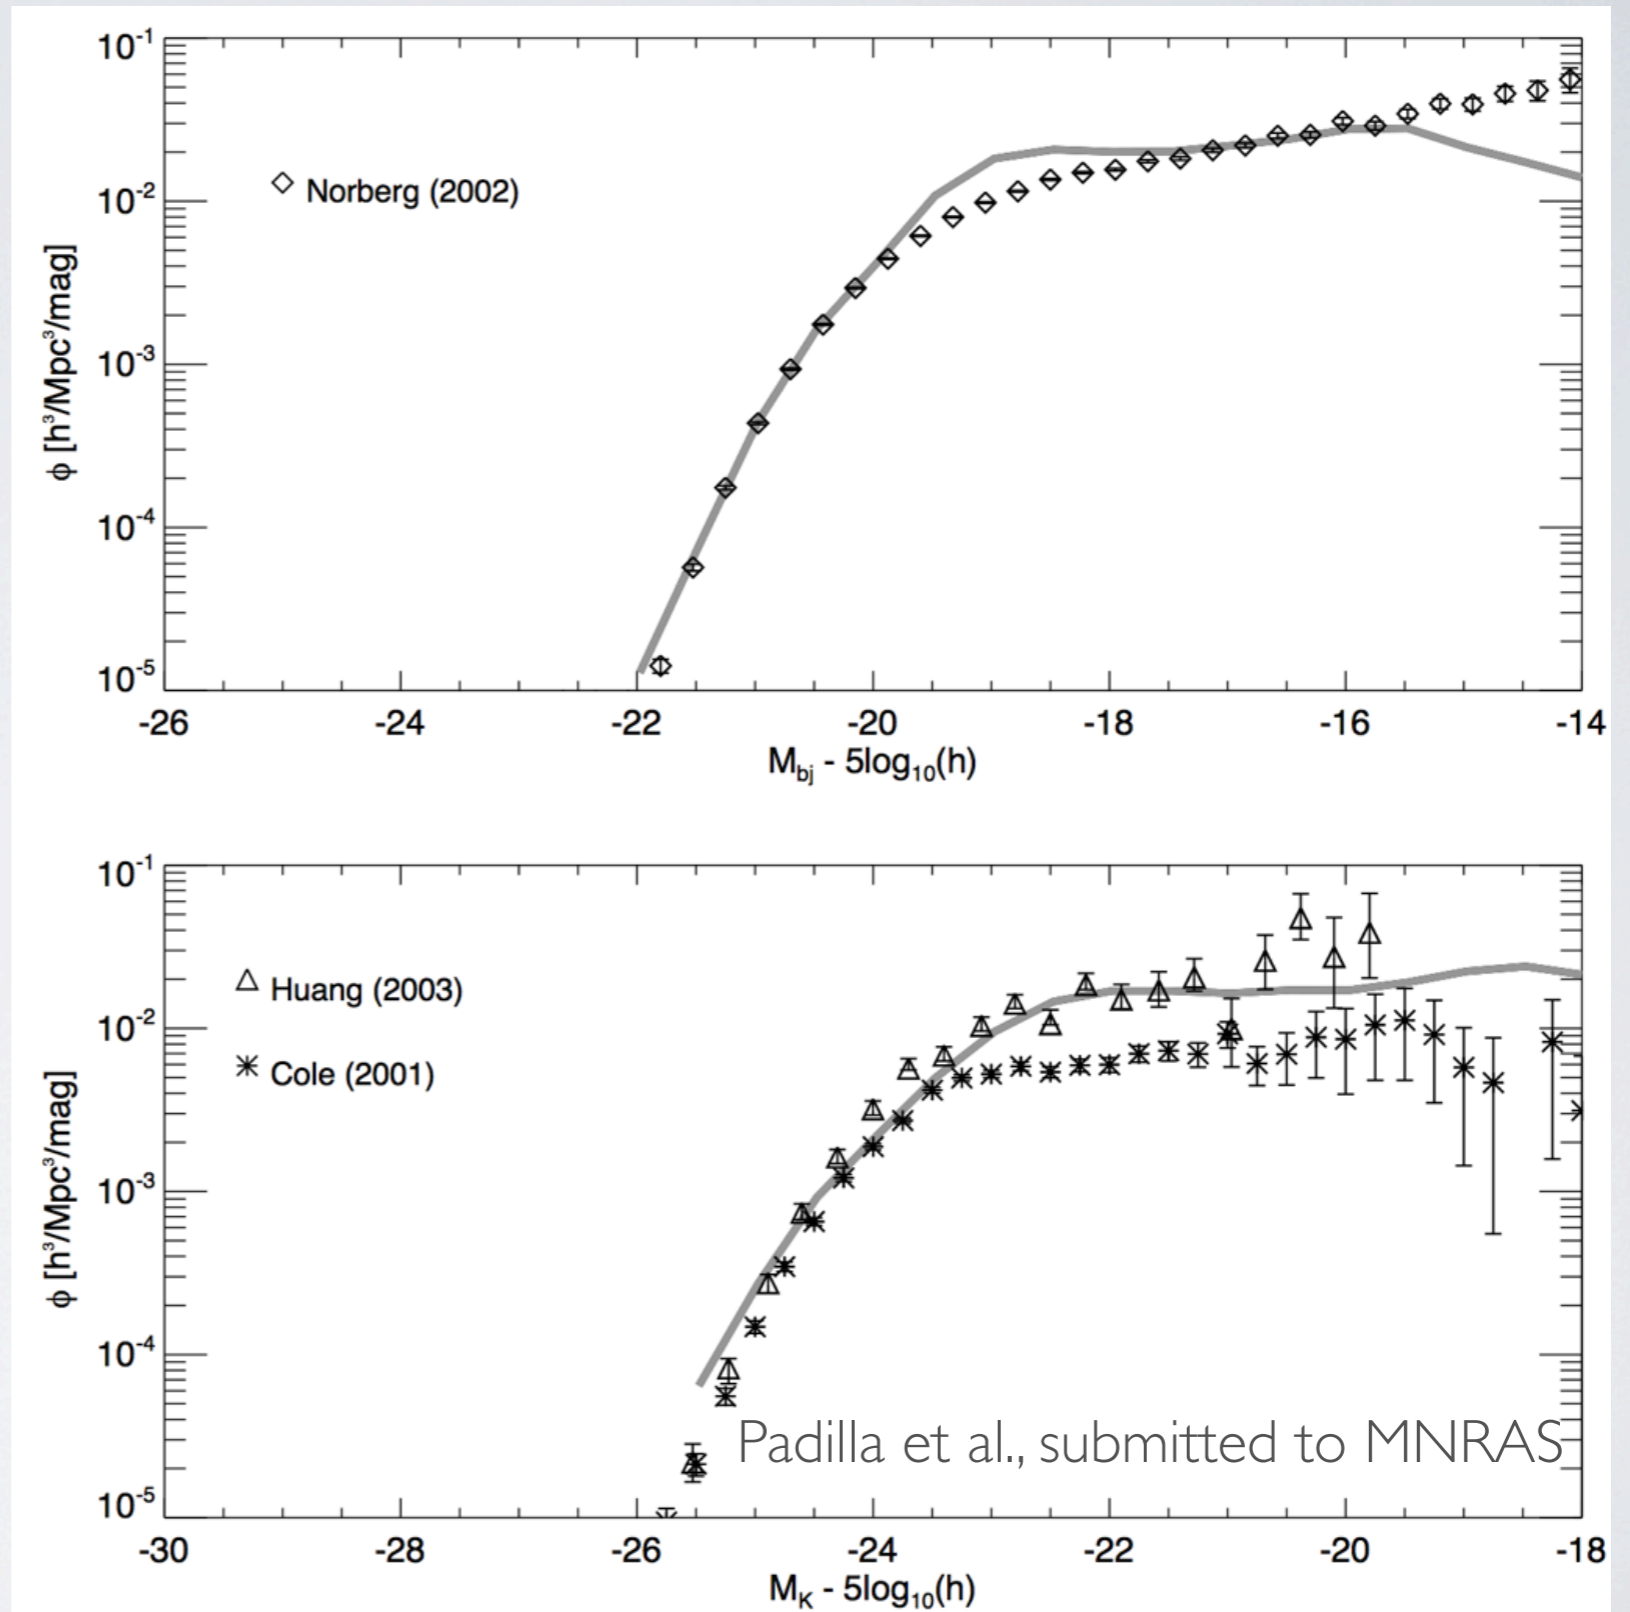 10⁻¹
10⁻²
10⁻³
10⁻⁴
10⁻⁵
φ [h³/Mpc³/mag]
Norberg (2002)
-26 -24 -22 -20 -18 -16 -14
M_bj - 5log₁₀(h)
10⁻¹
10⁻²
10⁻³
10⁻⁴
10⁻⁵
φ [h³/Mpc³/mag]
Huang (2003)
Cole (2001)
Padilla et al., submitted to MNRAS
-30 -28 -26 -24 -22 -20 -18
M_K - 5log₁₀(h)